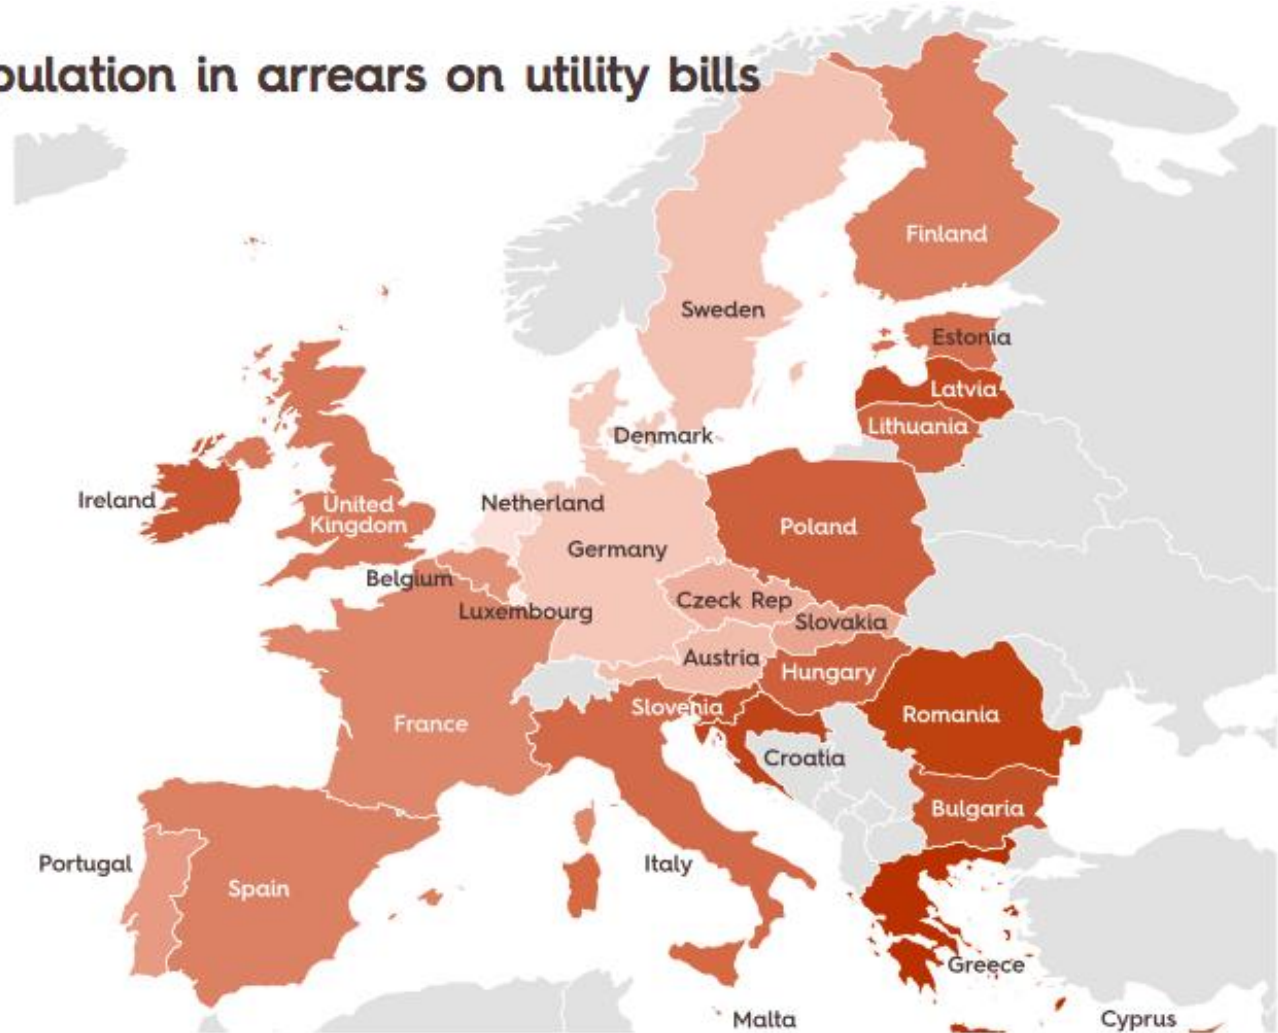 pulation in arrears on utility bills
Finland
Sweden
Estonia
Latvia
Lithuania
Denmark
Ireland
United
Kingdom
Netherland
Poland
Germany
Belgium
Czeck Rep
Luxembourg
Slovakia
Austria
Hungary
Slovenia
Romania
France
Croatia
Bulgaria
Portugal
Italy
Spain
Greece
Malta
Cyprus